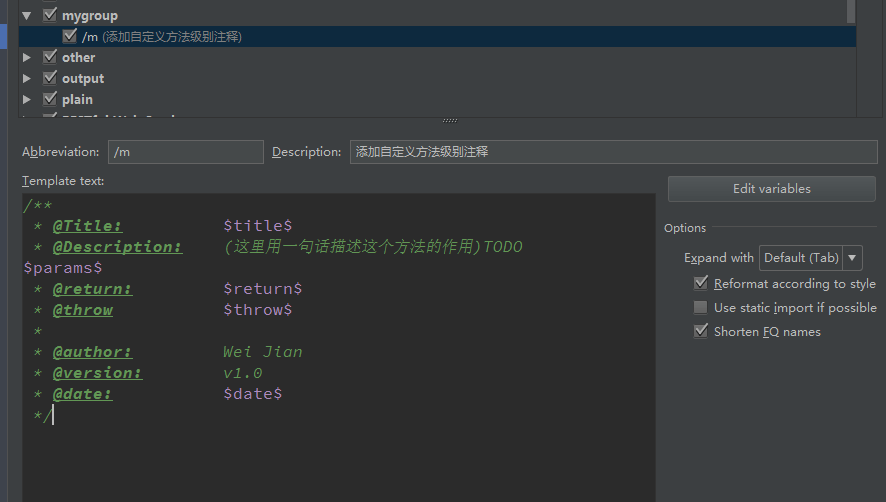 mygroup
/m (添加自定义方法级别注释)
other
output
plain
Abbreviation: /m Description: 添加自定义方法级别注释
Template text:
Edit variables
/**
* @Title: $title$
* @Description: (这里用一句话描述这个方法的作用)TODO
$params$
* @return: $return$
* @throw $throw$
*
* @author: Wei Jian
* @version: v1.0
* @date: $date$
*/
Options
Expand with Default (Tab)
Reformat according to style
Use static import if possible
Shorten FQ names